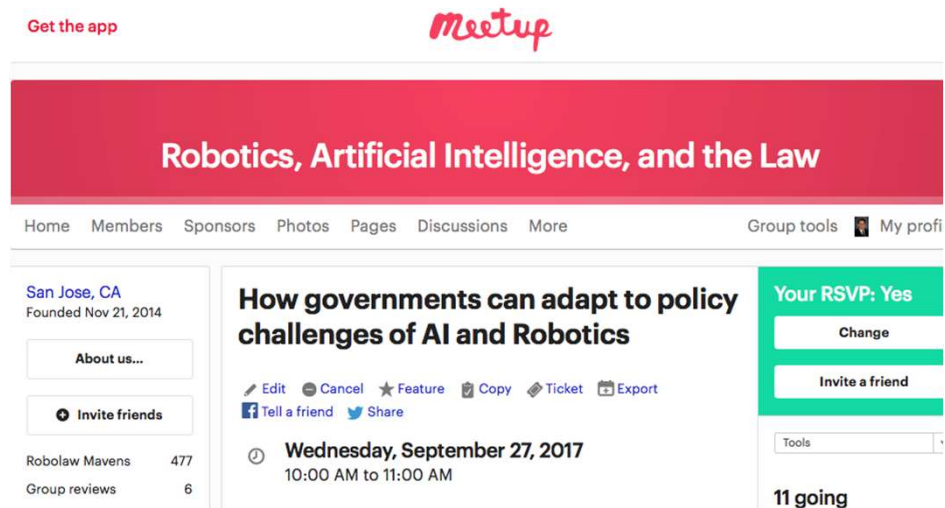 Get the app
meetup
Robotics, Artificial Intelligence, and the Law
Home Members Sponsors Photos Pages Discussions More Group tools My profi
San Jose, CA
Founded Nov 21, 2014
About us...
Invite friends
Robolaw Mavens 477
Group reviews 6
How governments can adapt to policy
challenges of AI and Robotics
Edit Cancel Feature Copy Ticket Export
Tell a friend Share
Wednesday, September 27, 2017
10:00 AM to 11:00 AM
Your RSVP: Yes
Change
Invite a friend
Tools
11 going